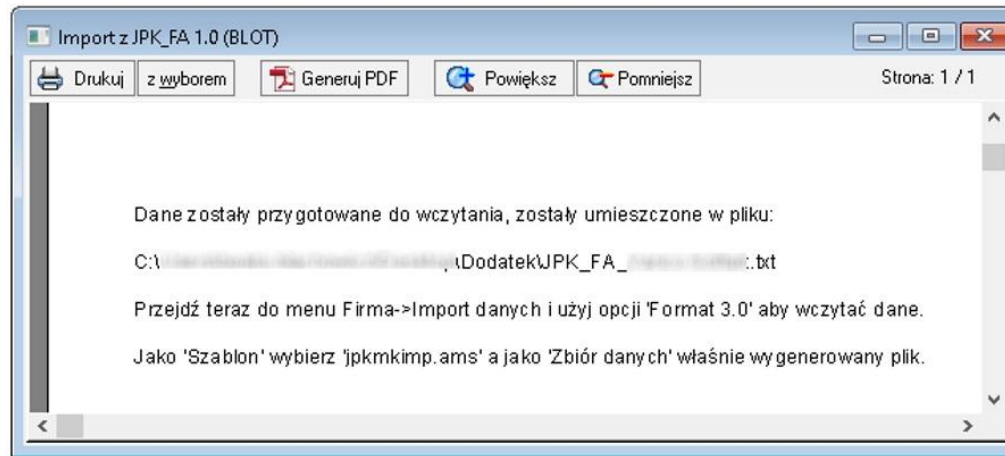 Import z JPK_FA 1.0 (BLOT)
Drukuj z wyborem Generuj PDF Powiększ Pomniejsz Strona: 1 / 1
Dane zostały przygotowane do wczytania, zostały umieszczone w pliku:
C:\ \Dodatek\JPK_FA_ .txt
Przejdź teraz do menu Firma->Import danych i użyj opcji 'Format 3.0' aby wczytać dane.
Jako 'Szablon' wybierz 'jpkmkimp.ams' a jako 'Zbiór danych' właśnie wygenerowany plik.